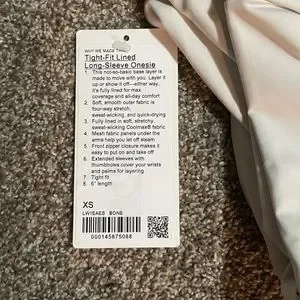 WHY WE MADE THIS
Tight-Fit Lined
Long-Sleeve Onesie
1. This not-so-basic base layer is
made to move with you. Layer it
up or show it off—either way,
it's fully lined for max
coverage and all-day comfort
2. Soft, smooth outer fabric is
four-way stretch,
sweat-wicking, and quick-drying
3. Fully lined in soft, stretchy,
sweat-wicking Coolmax® fabric
4. Mesh fabric panels under the
arms help you let off steam
5. Front zipper closure makes it
easy to put on and take off
6. Extended sleeves with
thumbholes cover your wrists
and palms for layering
7. Tight fit
8. 6" length
XS
LW1EAES BONE
000145875088